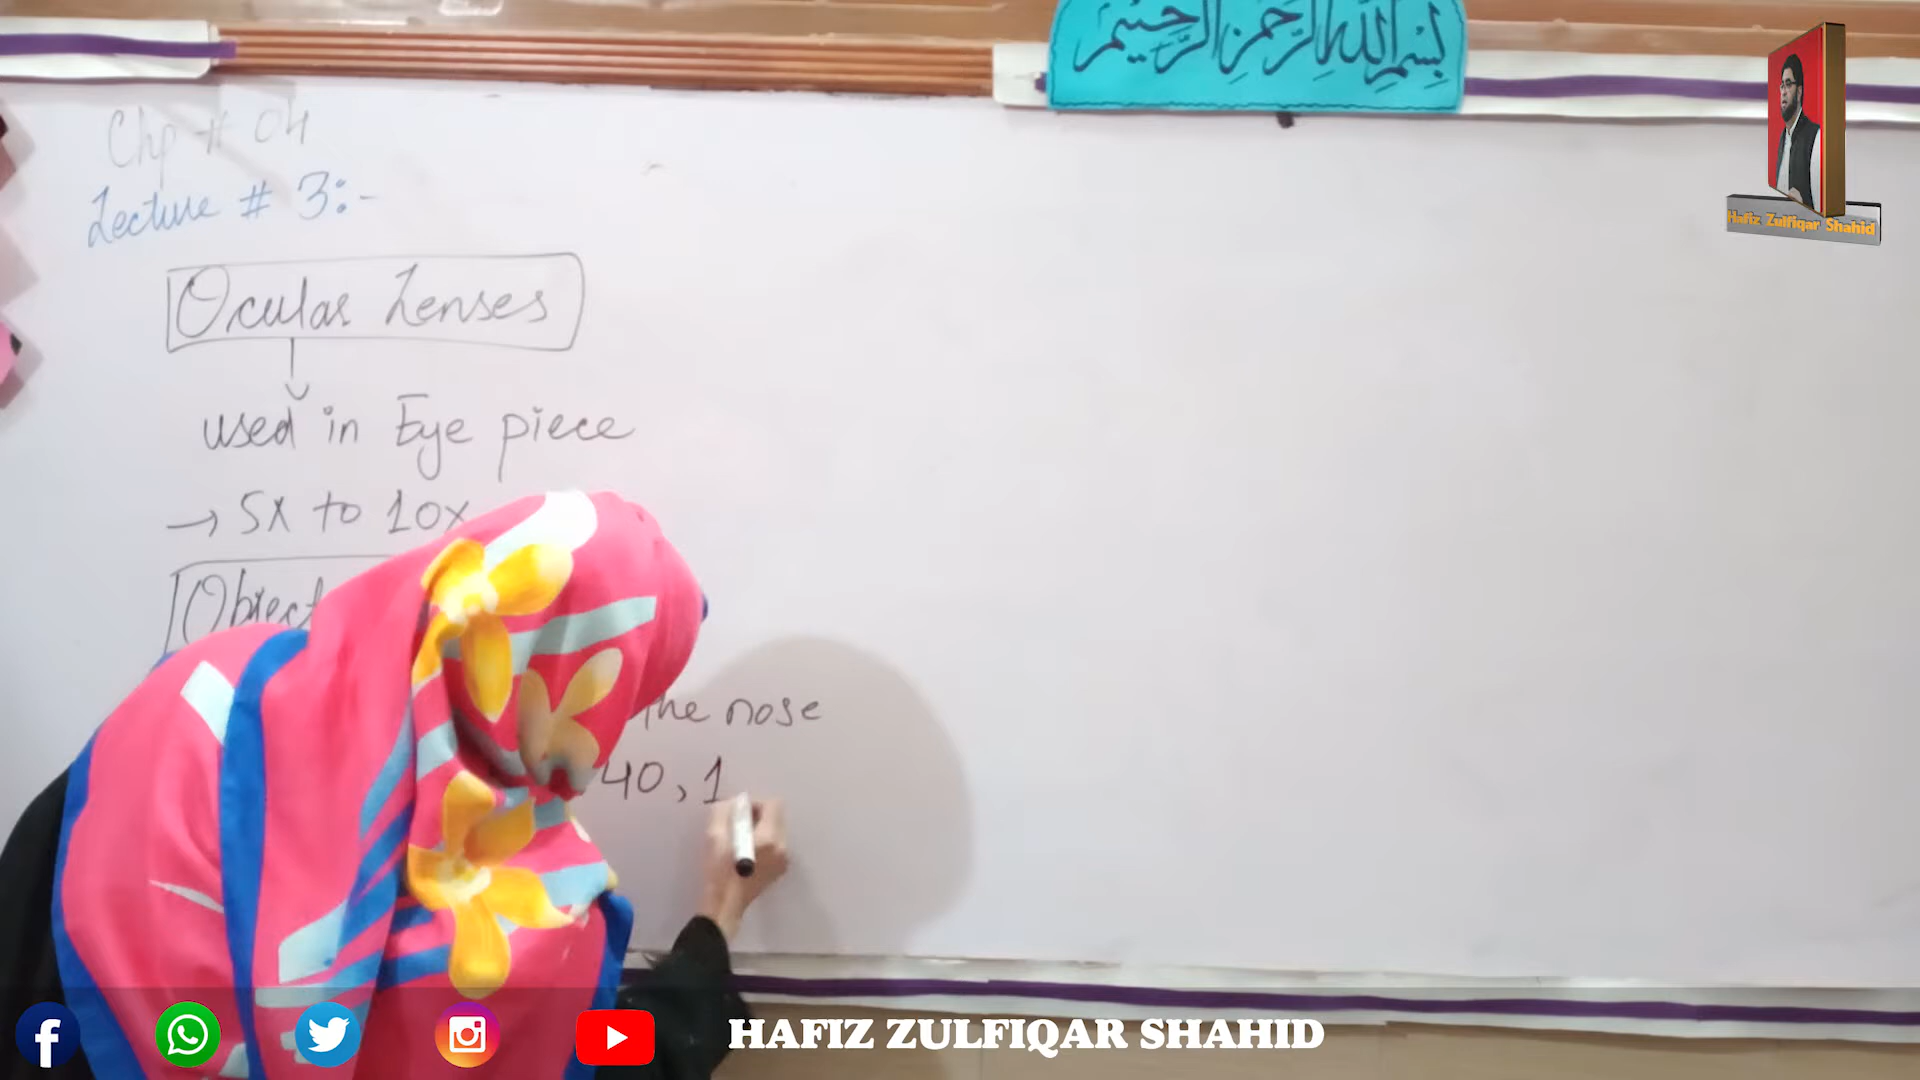 بسم الله الرحمن الرحيم
Chp # 04
Lecture # 3:-
Hafiz Zulfiqar Shahid
Ocular Lenses
used in Eye piece
→ 5x to 10x
Object
the nose
40, 1
HAFIZ ZULFIQAR SHAHID